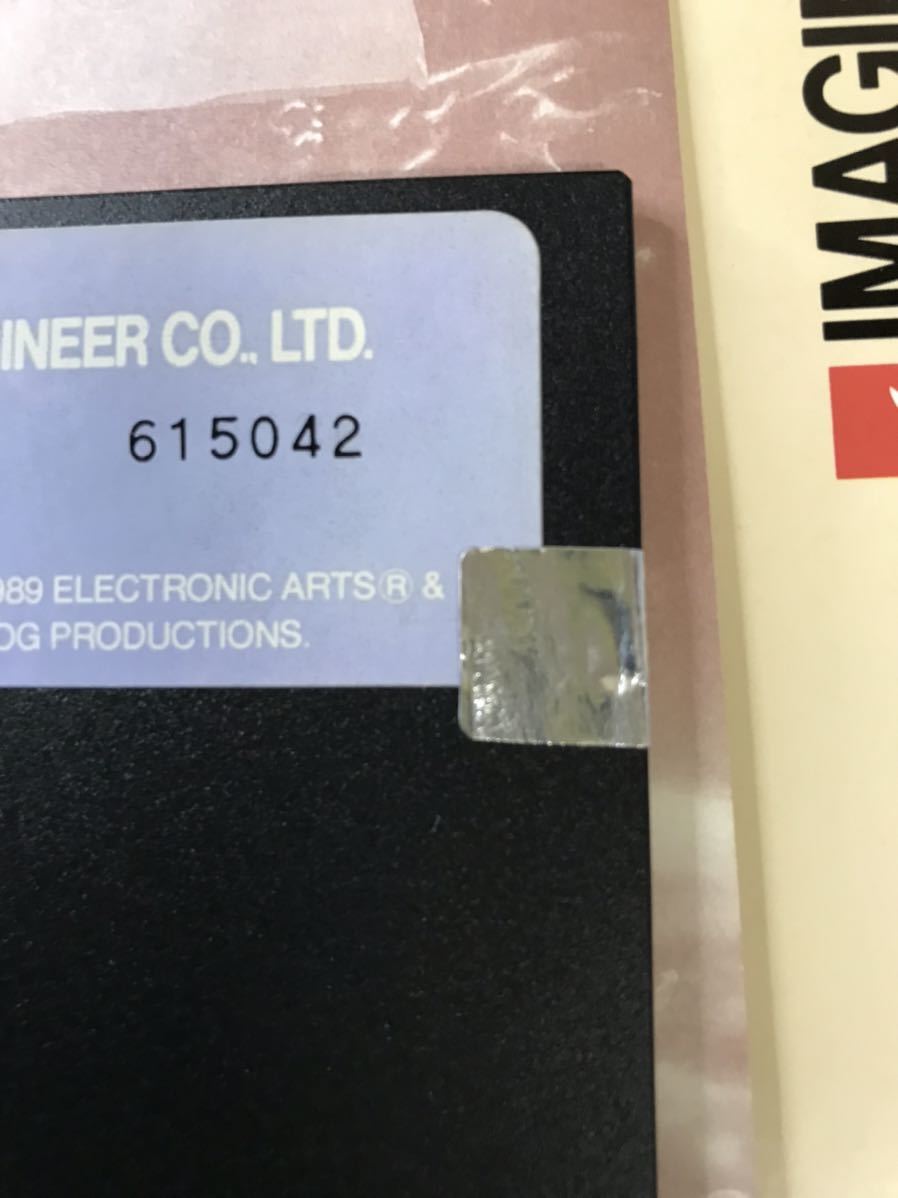 INEER CO., LTD.
615042
989 ELECTRONIC ARTS® &
OG PRODUCTIONS.
IMAGI